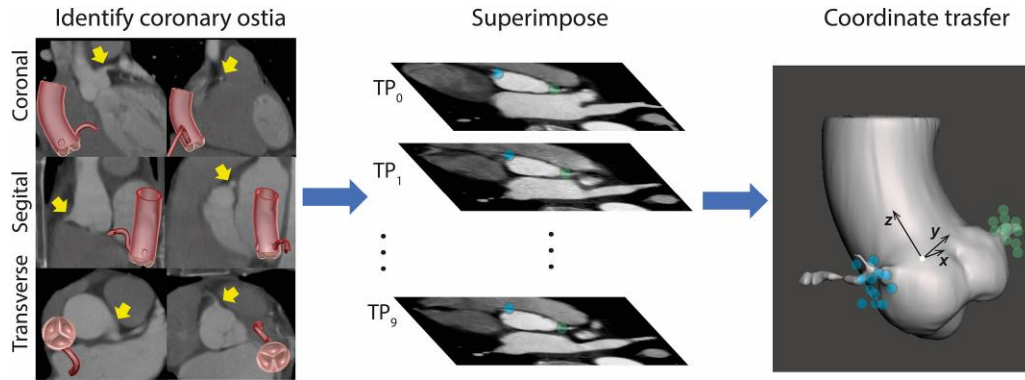 Identify coronary ostia
Superimpose
Coordinate trasfer
Coronal
Segital
Transverse
TP0
TP1
TP9
z
y
x